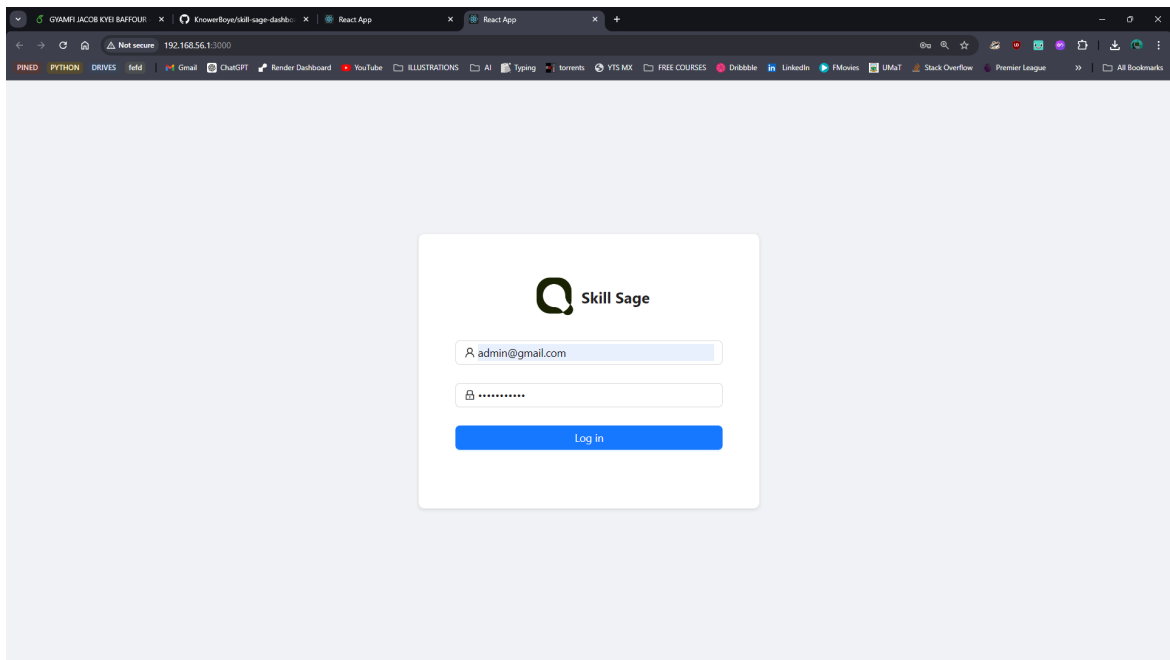 GYAMFI JACOB KYEI BAFFOUR KnowerBoye/skill-sage-dashbo React App React App
Not secure 192.168.56.1:3000
PINED PYTHON DRIVES fefd Gmail ChatGPT Render Dashboard YouTube ILLUSTRATIONS AI Typing torrents YTS MX FREE COURSES Dribbble LinkedIn FMovies UMaT Stack Overflow Premier League » All Bookmarks
Skill Sage
admin@gmail.com
•••••••••••
Log in